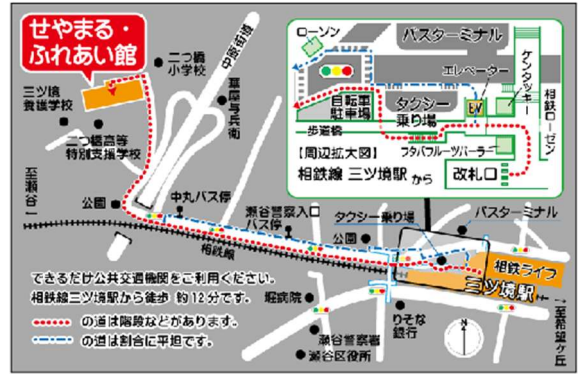 せやまる・
ふれあい館
二つ橋
小学校
中原街道
三ツ境
養護学校
二つ橋高等
特別支援学校
華屋与兵衛
ローソン
バスターミナル
エレベーター
EV
ケンタッキー
相鉄ローゼン
自転車
駐車場
タクシー
乗り場
歩道橋
フタバフルーツパーラー
【周辺拡大図】
相鉄線 三ツ境駅 から
改札口
至瀬谷
公園
中丸バス停
瀬谷警察入口
バス停
タクシー乗り場
バスターミナル
公園
相鉄線
相鉄ライフ
三ツ境駅
至希望ケ丘
できるだけ公共交通機関をご利用ください。
相鉄線三ツ境駅から徒歩 約12分です。
の道は階段などがあります。
の道は割合に平坦です。
堀病院
りそな
銀行
瀬谷警察署
瀬谷区役所
N